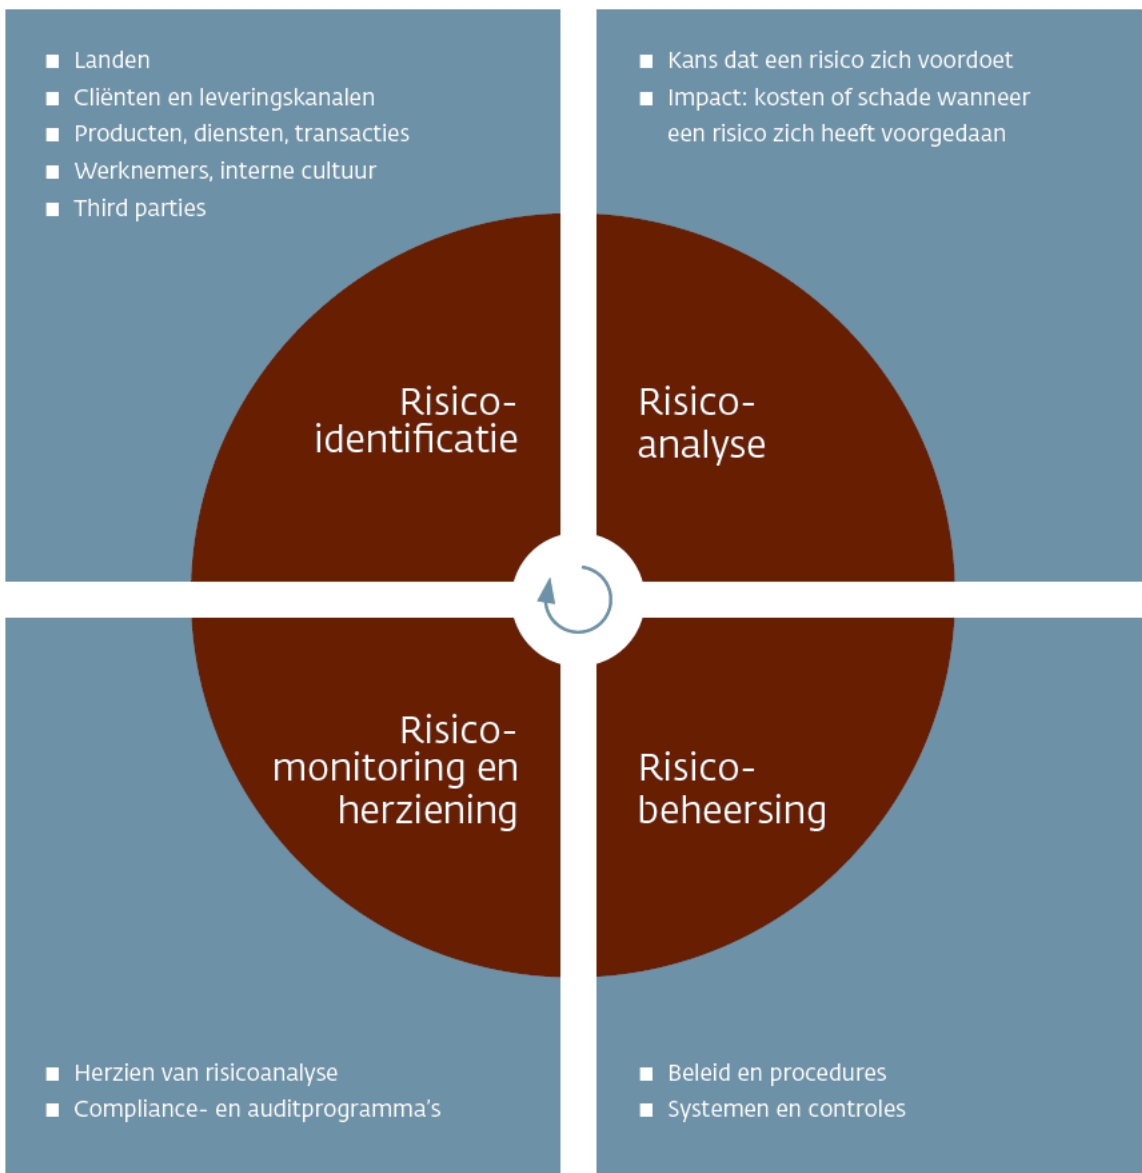 ■ Landen
■ Cliënten en leveringskanalen
■ Producten, diensten, transacties
■ Werknemers, interne cultuur
■ Third parties
■ Kans dat een risico zich voordoet
■ Impact: kosten of schade wanneer
een risico zich heeft voorgedaan
Risico-
identificatie
Risico-
analyse
Risico-
monitoring en
herziening
Risico-
beheersing
■ Herzien van risicoanalyse
■ Compliance- en auditprogramma’s
■ Beleid en procedures
■ Systemen en controles